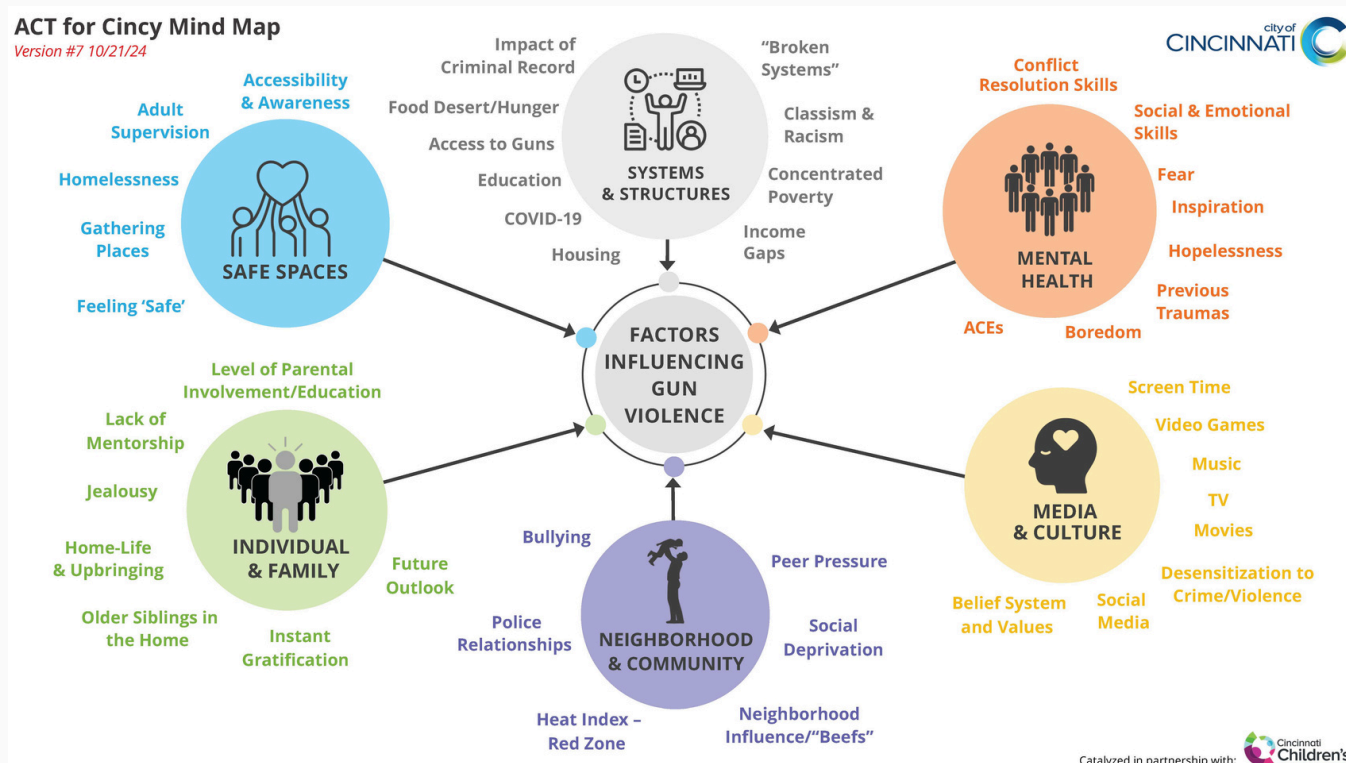 ACT for Cincy Mind Map
Version #7 10/21/24
city of
CINCINNATI
Accessibility
& Awareness
Adult
Supervision
Homelessness
Gathering
Places
Feeling ‘Safe’
SAFE SPACES
Impact of
Criminal Record
Food Desert/Hunger
Access to Guns
Education
COVID-19
Housing
SYSTEMS
& STRUCTURES
“Broken
Systems”
Classism &
Racism
Concentrated
Poverty
Income
Gaps
Conflict
Resolution Skills
Social & Emotional
Skills
Fear
Inspiration
Hopelessness
Previous
Traumas
Boredom
ACEs
MENTAL
HEALTH
FACTORS
INFLUENCING
GUN
VIOLENCE
Level of Parental
Involvement/Education
Lack of
Mentorship
Jealousy
Home-Life
& Upbringing
Older Siblings in
the Home
Instant
Gratification
Future
Outlook
INDIVIDUAL
& FAMILY
Bullying
Police
Relationships
Heat Index –
Red Zone
NEIGHBORHOOD
& COMMUNITY
Peer Pressure
Social
Deprivation
Neighborhood
Influence/“Beefs”
Screen Time
Video Games
Music
TV
Movies
Desensitization to
Crime/Violence
Social
Media
Belief System
and Values
MEDIA
& CULTURE
Catalyzed in partnership with:
Cincinnati
Children's